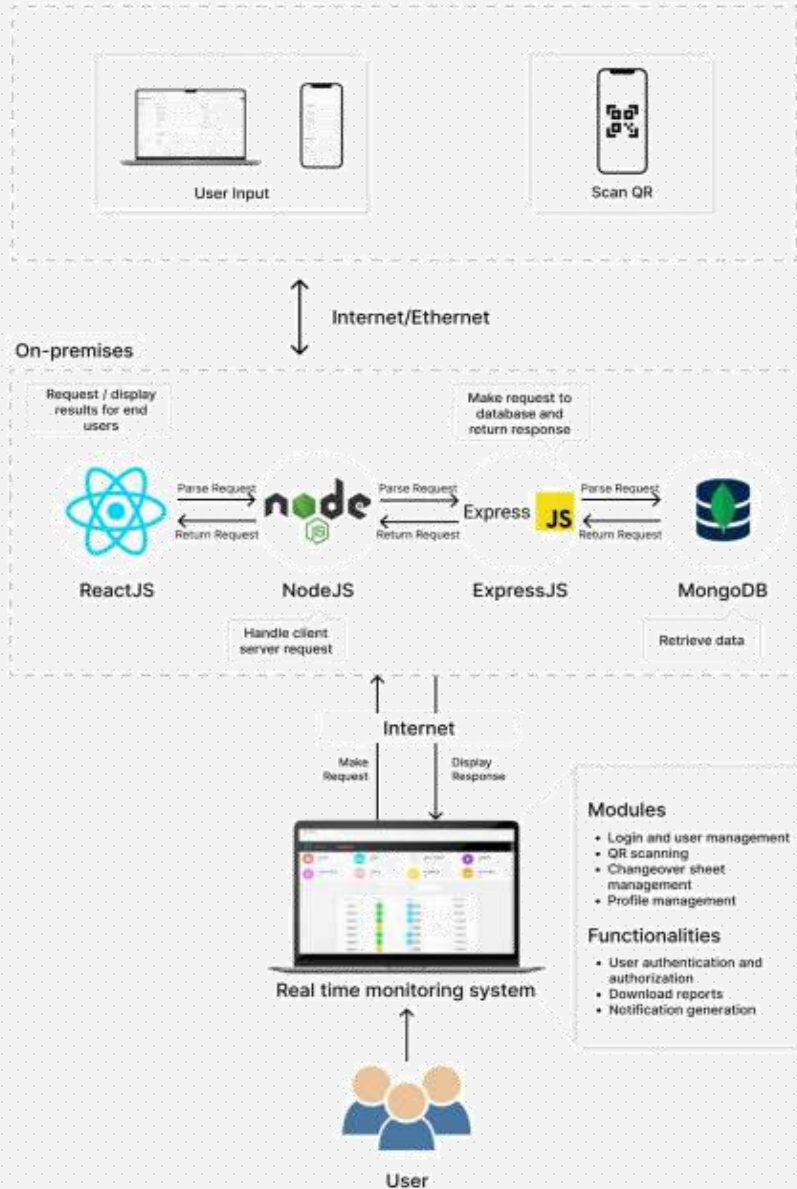 User Input
Scan QR
Internet/Ethernet
On-premises
Request / display
results for end
users
Make request to
database and
return response
Parse Request
Return Request
node
JS
Parse Request
Return Request
Express
JS
Parse Request
Return Request
ReactJS
NodeJS
ExpressJS
MongoDB
Handle client
server request
Retrieve data
Internet
Make
Request
Display
Response
Modules
• Login and user management
• QR scanning
• Changeover sheet
management
• Profile management
Functionalities
• User authentication and
authorization
• Download reports
• Notification generation
Real time monitoring system
User